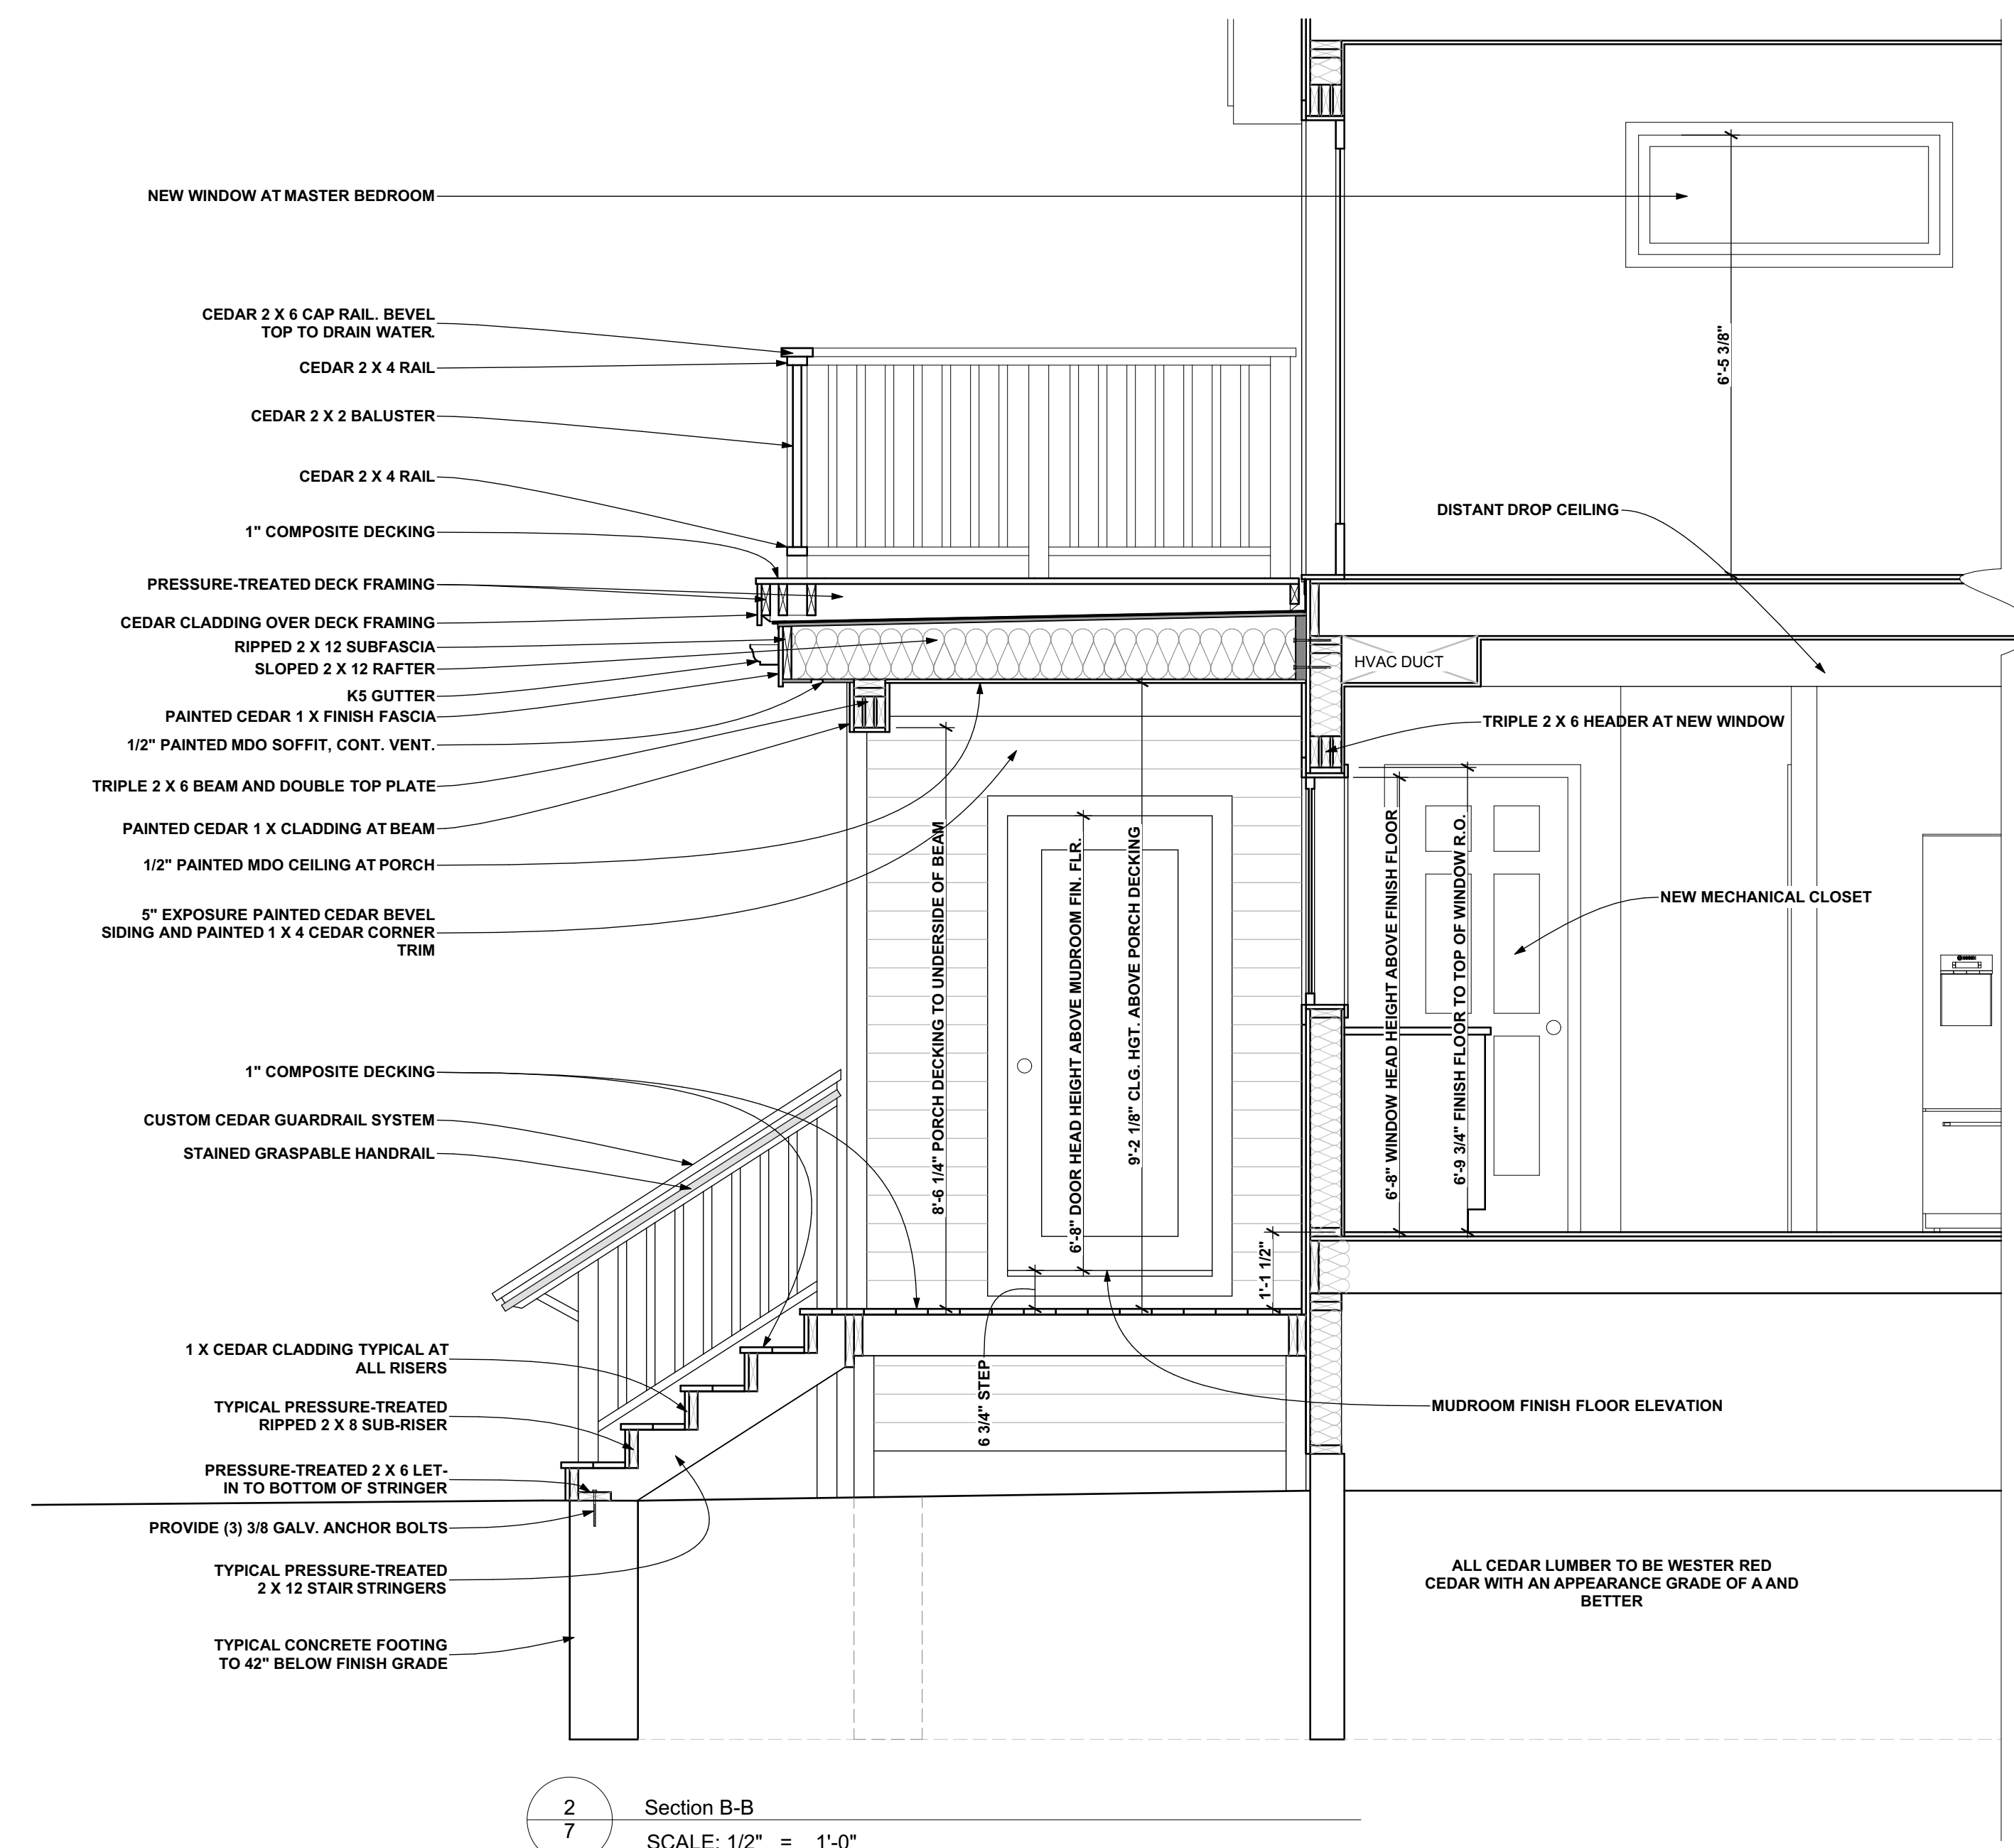 NEW WINDOW AT MASTER BEDROOM
CEDAR 2 X 6 CAP RAIL. BEVEL
TOP TO DRAIN WATER.
CEDAR 2 X 4 RAIL
CEDAR 2 X 2 BALUSTER
CEDAR 2 X 4 RAIL
1" COMPOSITE DECKING
PRESSURE-TREATED DECK FRAMING
CEDAR CLADDING OVER DECK FRAMING
RIPPED 2 X 12 SUBFASCIA
SLOPED 2 X 12 RAFTER
K5 GUTTER
PAINTED CEDAR 1 X FINISH FASCIA
1/2" PAINTED MDO SOFFIT, CONT. VENT.
TRIPLE 2 X 6 BEAM AND DOUBLE TOP PLATE
PAINTED CEDAR 1 X CLADDING AT BEAM
1/2" PAINTED MDO CEILING AT PORCH
5" EXPOSURE PAINTED CEDAR BEVEL
SIDING AND PAINTED 1 X 4 CEDAR CORNER
TRIM
1" COMPOSITE DECKING
CUSTOM CEDAR GUARDRAIL SYSTEM
STAINED GRASPABLE HANDRAIL
1 X CEDAR CLADDING TYPICAL AT
ALL RISERS
TYPICAL PRESSURE-TREATED
RIPPED 2 X 8 SUB-RISER
PRESSURE-TREATED 2 X 6 LET-
IN TO BOTTOM OF STRINGER
PROVIDE (3) 3/8 GALV. ANCHOR BOLTS
TYPICAL PRESSURE-TREATED
2 X 12 STAIR STRINGERS
TYPICAL CONCRETE FOOTING
TO 42" BELOW FINISH GRADE
8'-6 1/4" PORCH DECKING TO UNDERSIDE OF BEAM
6 3/4" STEP
6'-8" DOOR HEAD HEIGHT ABOVE MUDROOM FIN. FLR.
9'-2 1/8" CLG. HGT. ABOVE PORCH DECKING
1'-1 1/2"
6'-8" WINDOW HEAD HEIGHT ABOVE FINISH FLOOR
6'-9 3/4" FINISH FLOOR TO TOP OF WINDOW R.O.
6'-5 3/8"
DISTANT DROP CEILING
HVAC DUCT
TRIPLE 2 X 6 HEADER AT NEW WINDOW
NEW MECHANICAL CLOSET
MUDROOM FINISH FLOOR ELEVATION
ALL CEDAR LUMBER TO BE WESTER RED
CEDAR WITH AN APPEARANCE GRADE OF A AND
BETTER
2
7
Section B-B
SCALE: 1/2" = 1'-0"